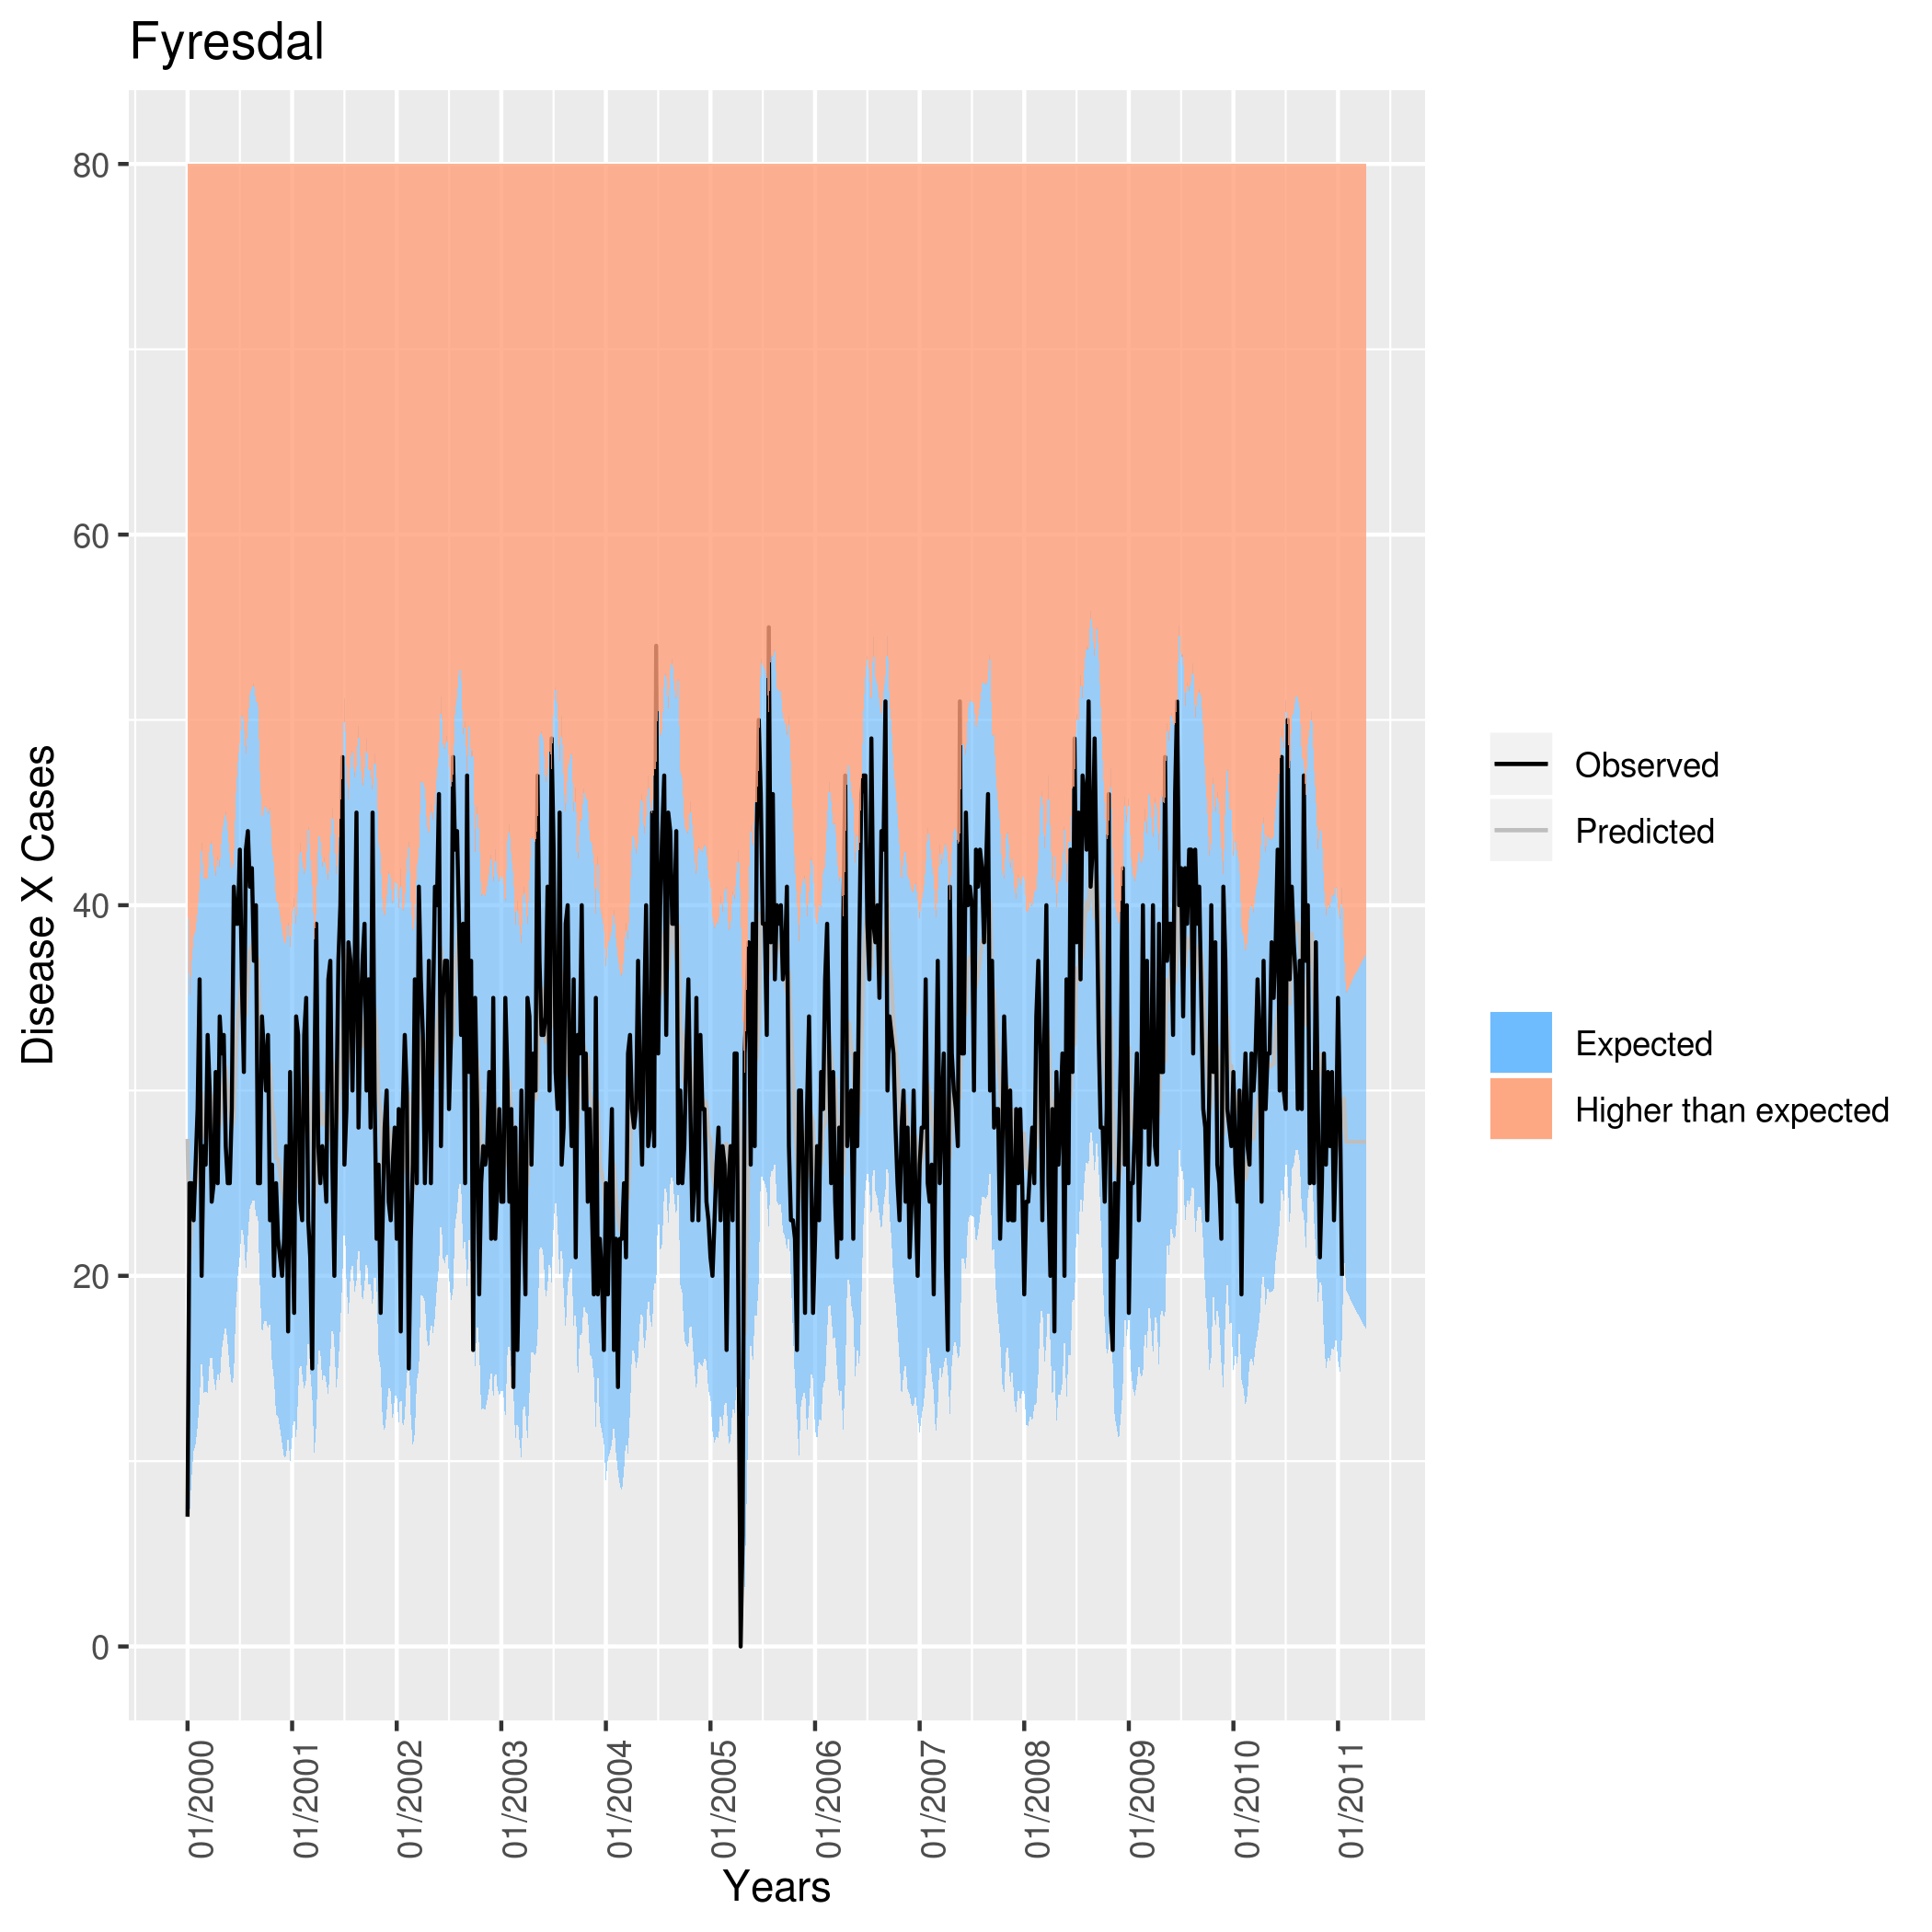 Fyresdal
80
60
40
20
0
Disease X Cases
01/2000
01/2001
01/2002
01/2003
01/2004
01/2005
01/2006
01/2007
01/2008
01/2009
01/2010
01/2011
Years
Observed
Predicted
Expected
Higher than expected